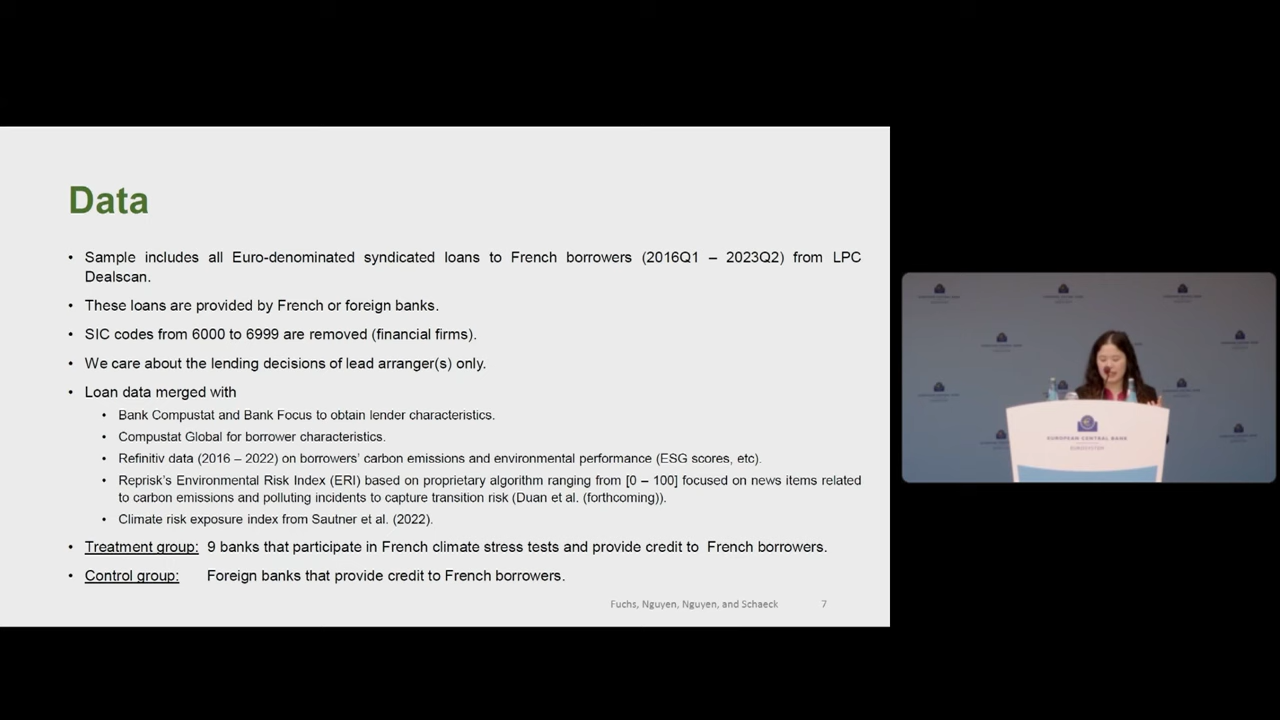 Data
• Sample includes all Euro-denominated syndicated loans to French borrowers (2016Q1 – 2023Q2) from LPC
Dealscan.
• These loans are provided by French or foreign banks.
• SIC codes from 6000 to 6999 are removed (financial firms).
• We care about the lending decisions of lead arranger(s) only.
• Loan data merged with
• Bank Compustat and Bank Focus to obtain lender characteristics.
• Compustat Global for borrower characteristics.
• Refinitiv data (2016 – 2022) on borrowers' carbon emissions and environmental performance (ESG scores, etc).
• Reprisk's Environmental Risk Index (ERI) based on proprietary algorithm ranging from [0 – 100] focused on news items related
to carbon emissions and polluting incidents to capture transition risk (Duan et al. (forthcoming)).
• Climate risk exposure index from Sautner et al. (2022).
• Treatment group: 9 banks that participate in French climate stress tests and provide credit to French borrowers.
• Control group: Foreign banks that provide credit to French borrowers.
Fuchs, Nguyen, Nguyen, and Schaeck 7
EUROPEAN CENTRAL BANK
EUROSYSTEM